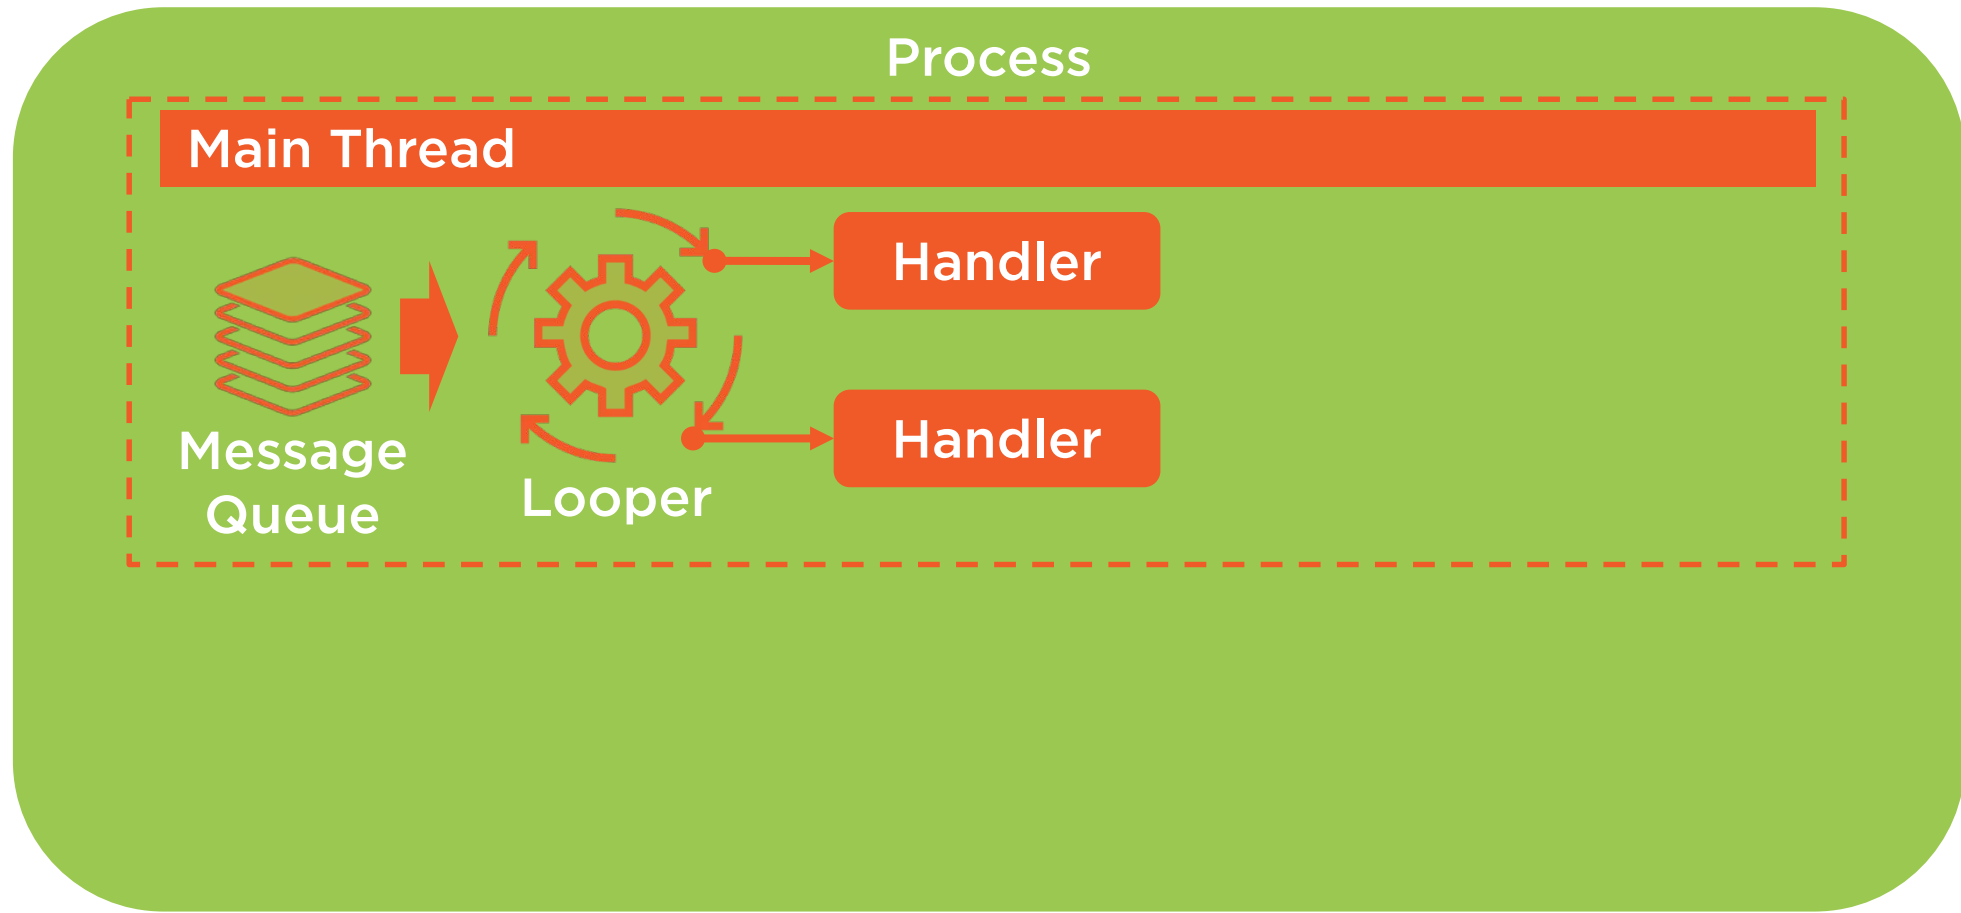 Process
Main Thread
Handler
Handler
Message
Queue
Looper